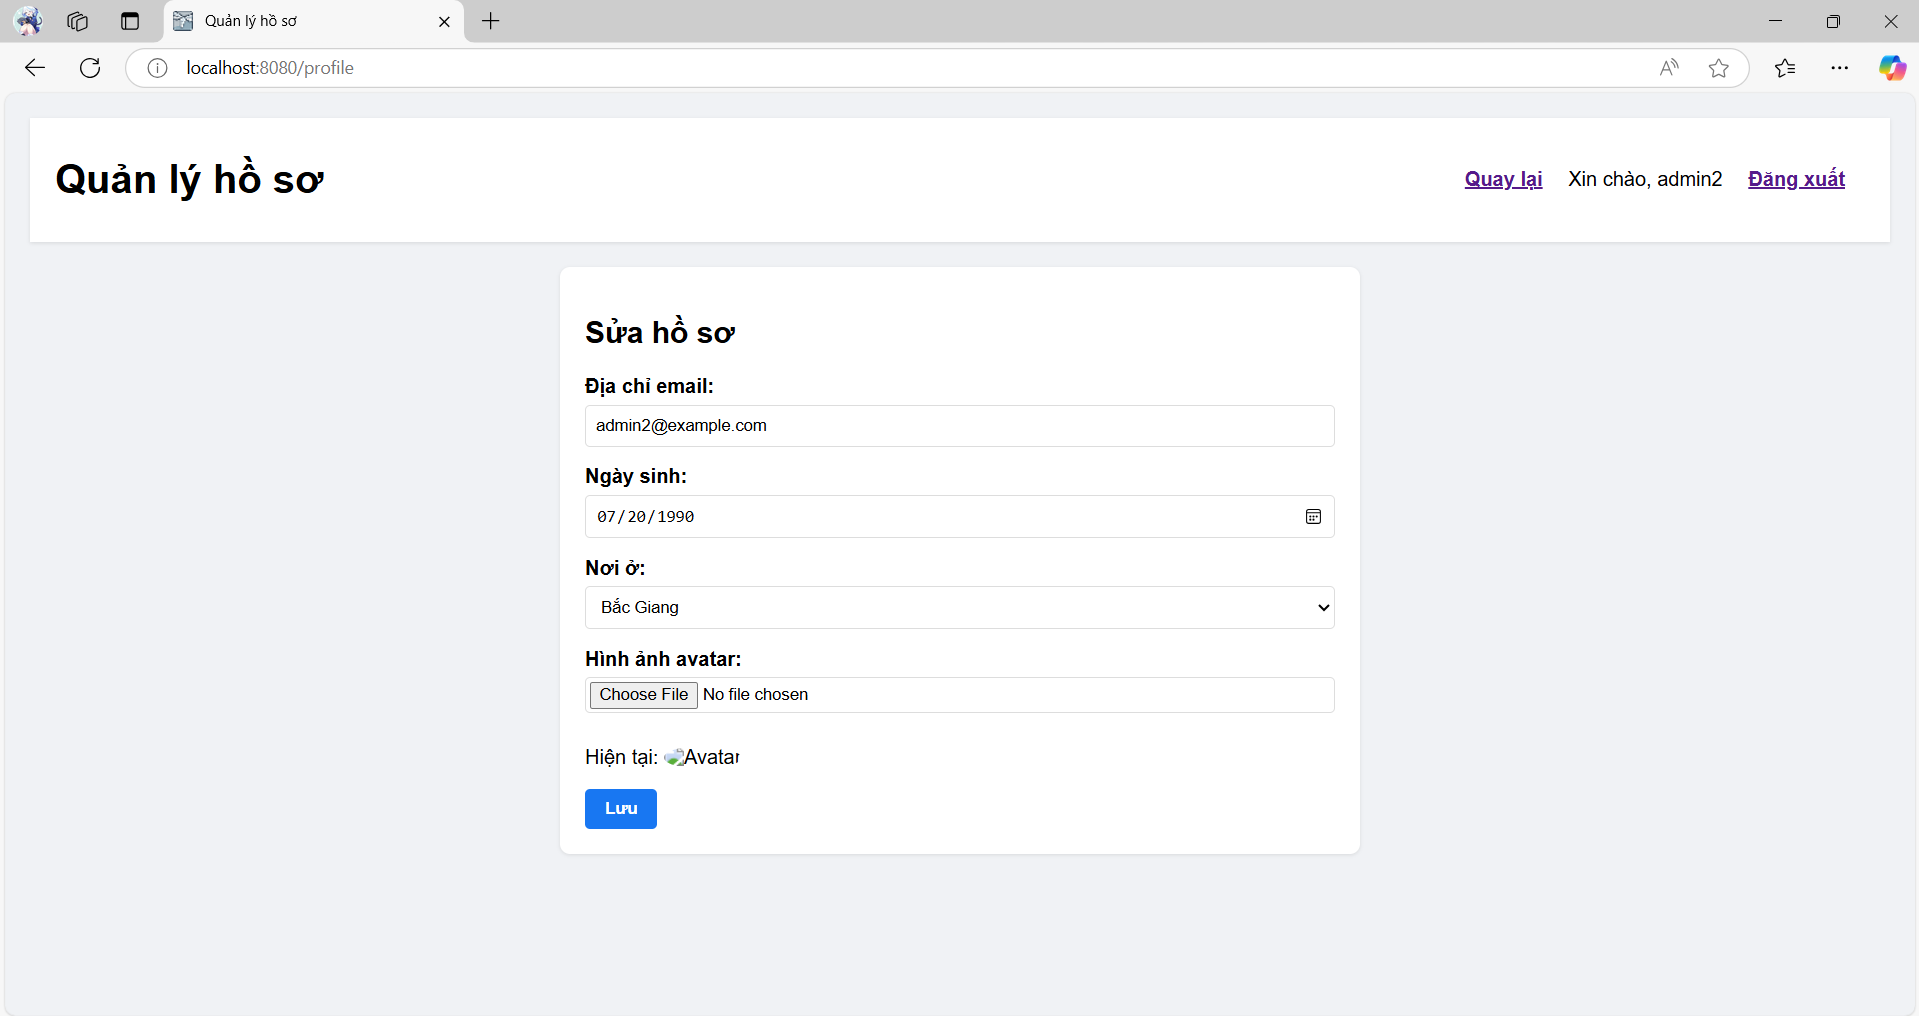 Quản lý hồ sơ
localhost:8080/profile
Quản lý hồ sơ
Quay lại Xin chào, admin2 Đăng xuất
Sửa hồ sơ
Địa chỉ email:
admin2@example.com
Ngày sinh:
07/20/1990
Nơi ở:
Bắc Giang
Hình ảnh avatar:
Choose File No file chosen
Hiện tại: Avatar
Lưu